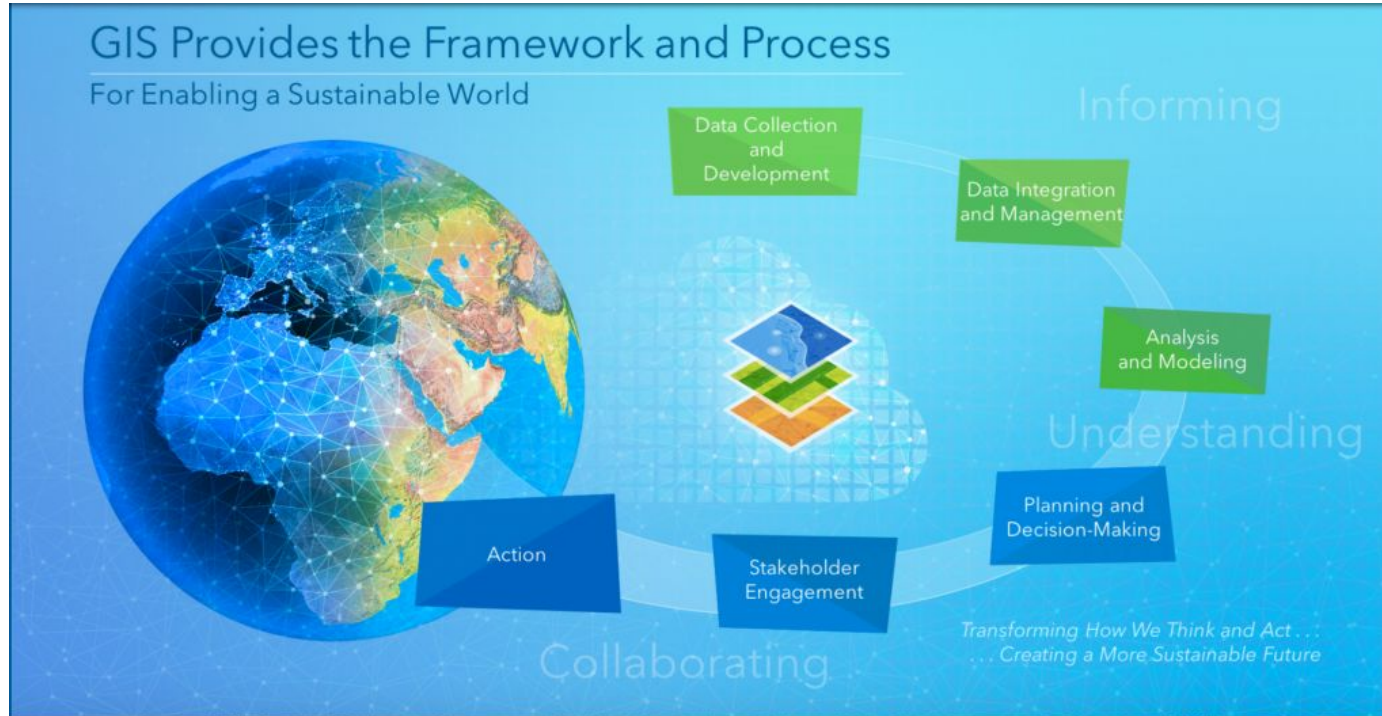 GIS Provides the Framework and Process
For Enabling a Sustainable World
Informing
Data Collection
and
Development
Data Integration
and Management
Analysis
and Modeling
Understanding
Planning and
Decision-Making
Stakeholder
Engagement
Action
Collaborating
Transforming How We Think and Act . . .
. . . Creating a More Sustainable Future